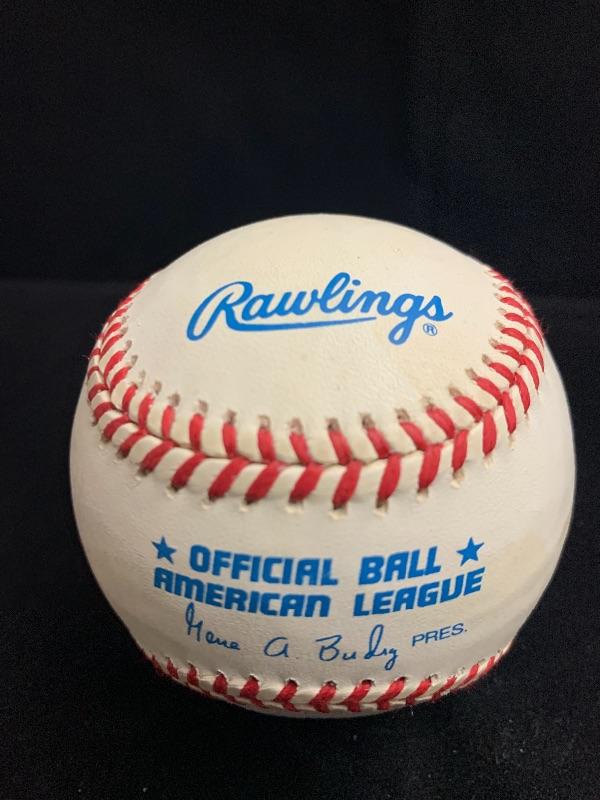 Rawlings ®
★ OFFICIAL BALL ★
AMERICAN LEAGUE
Gene A. Budig PRES.